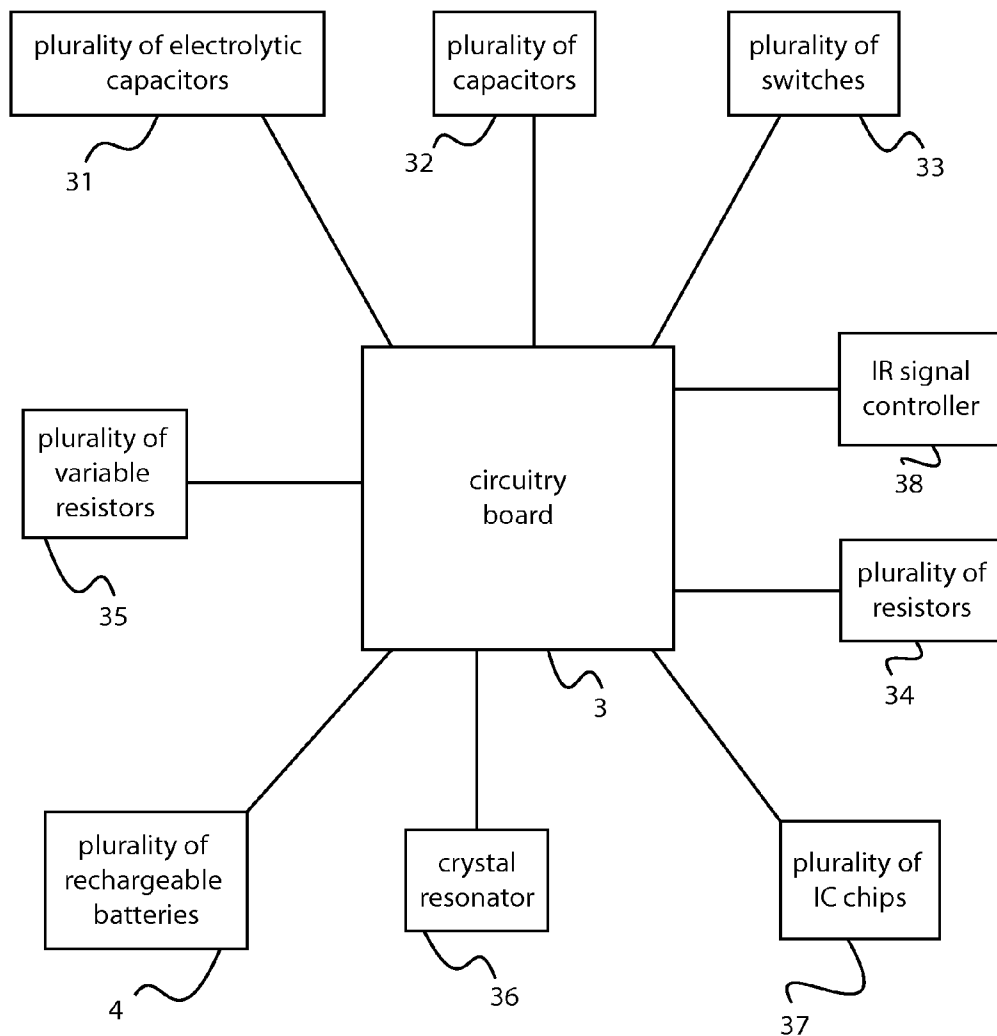 plurality of electrolytic
capacitors
31
plurality of
capacitors
32
plurality of
switches
33
IR signal
controller
38
plurality of
variable
resistors
35
circuitry
board
3
plurality of
resistors
34
plurality of
rechargeable
batteries
4
crystal
resonator
36
plurality of
IC chips
37